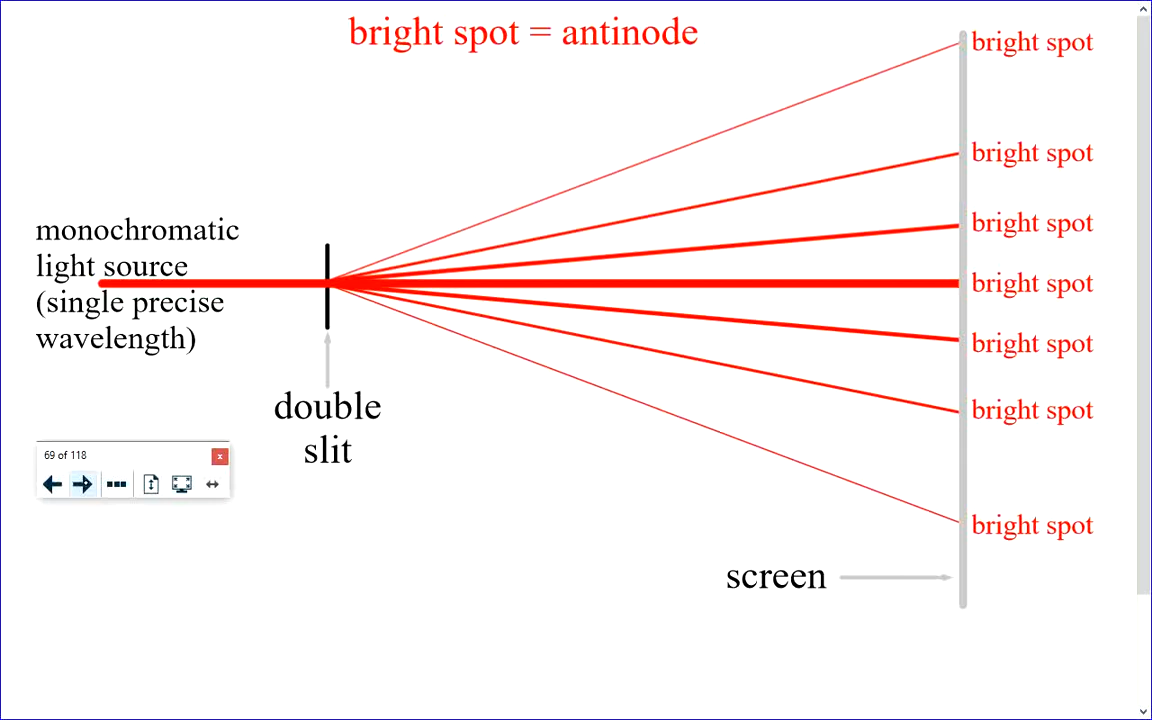 bright spot = antinode
bright spot
bright spot
bright spot
bright spot
bright spot
bright spot
bright spot
monochromatic
light source
(single precise
wavelength)
double
slit
69 of 118
x
screen